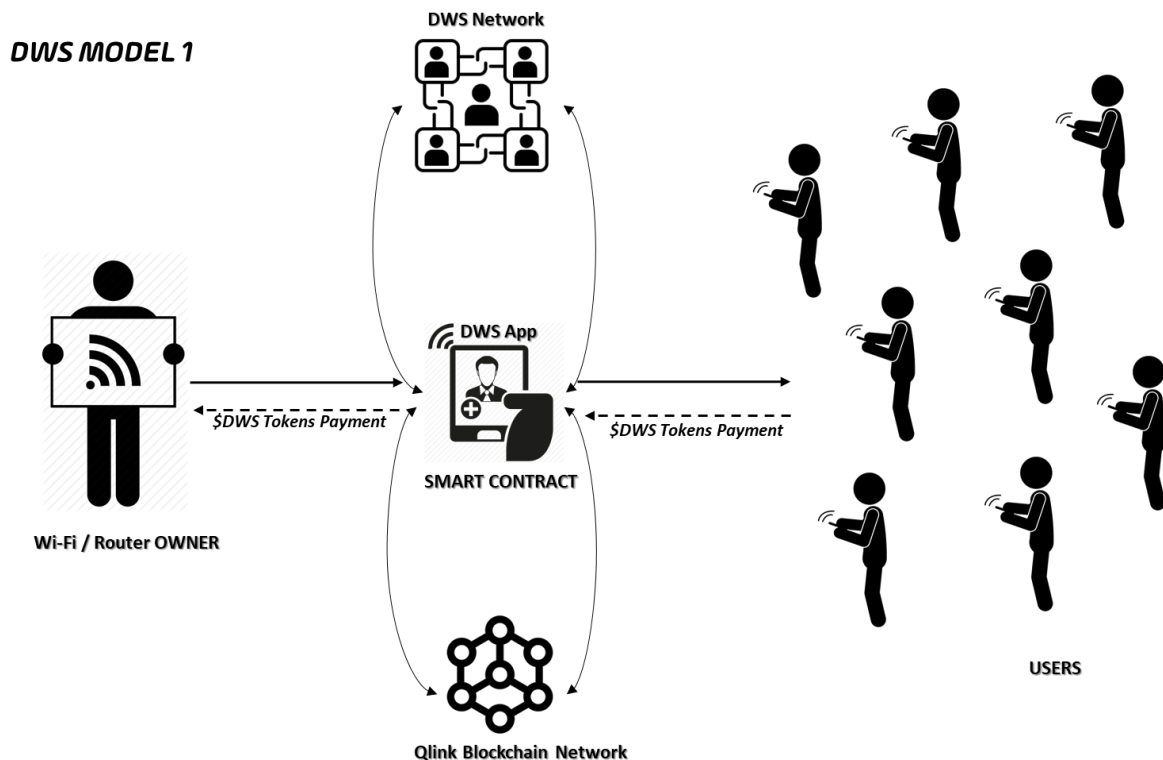 DWS Network
DWS MODEL 1
DWS App
$DWS Tokens Payment
$DWS Tokens Payment
SMART CONTRACT
Wi-Fi / Router OWNER
USERS
Qlink Blockchain Network